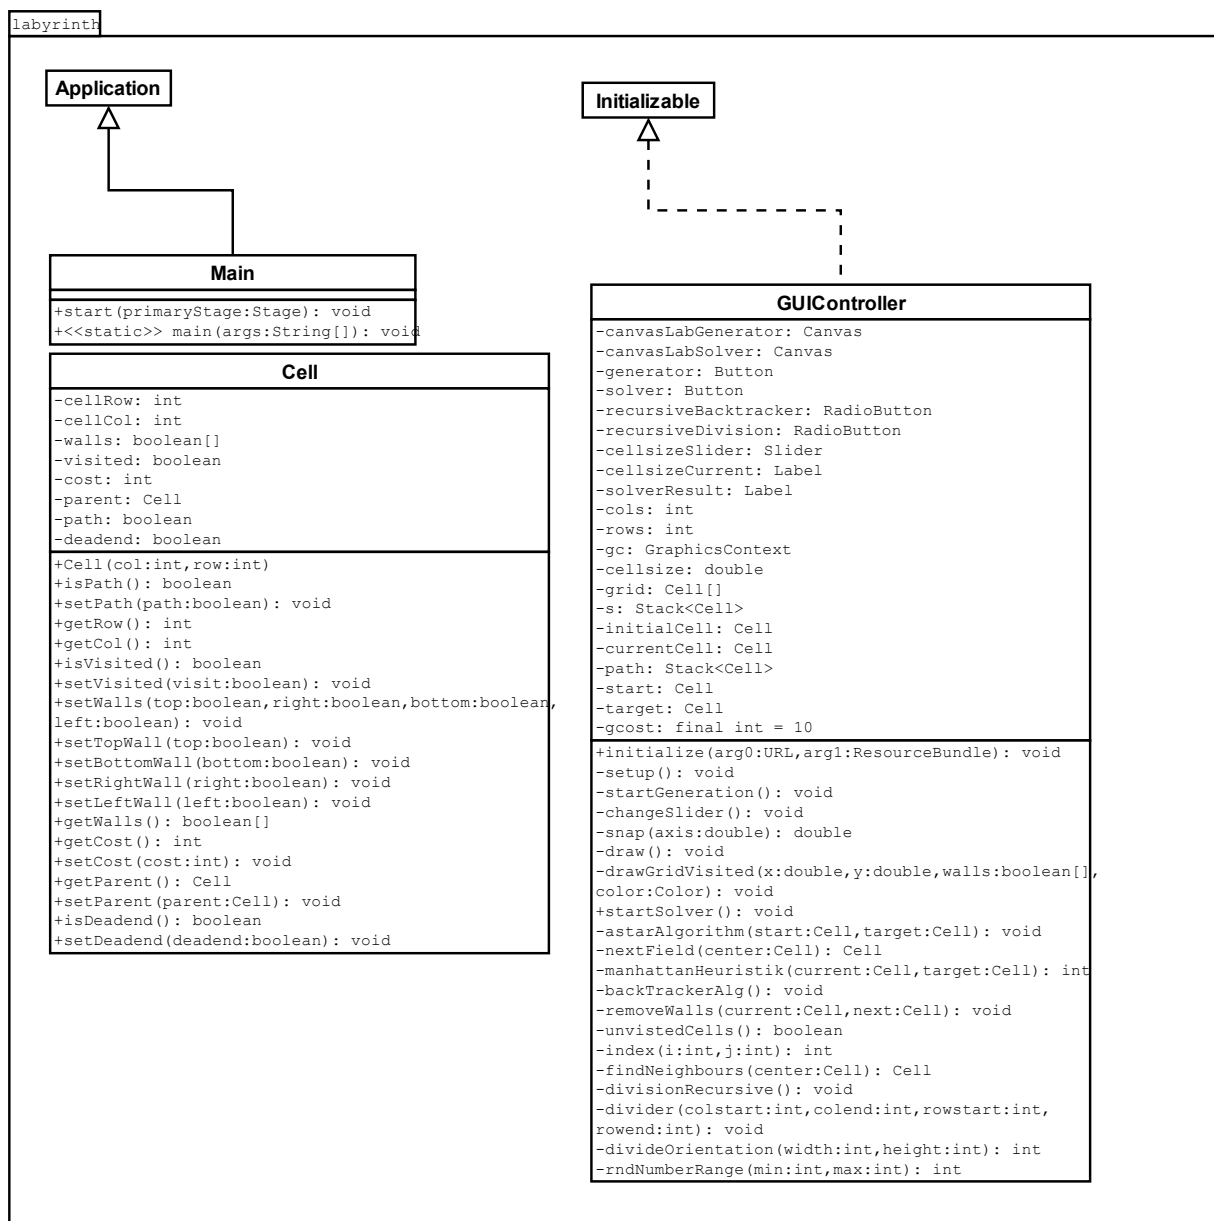 labyrinth
Application
Initializable
Main
+start(primaryStage:Stage): void
+<<static>> main(args:String[]): void
Cell
-cellRow: int
-cellCol: int
-walls: boolean[]
-visited: boolean
-cost: int
-parent: Cell
-path: boolean
-deadend: boolean
+Cell(col:int,row:int)
+isPath(): boolean
+setPath(path:boolean): void
+getRow(): int
+getCol(): int
+isVisited(): boolean
+setVisited(visit:boolean): void
+setWalls(top:boolean,right:boolean,bottom:boolean,
left:boolean): void
+setTopWall(top:boolean): void
+setBottomWall(bottom:boolean): void
+setRightWall(right:boolean): void
+setLeftWall(left:boolean): void
+getWalls(): boolean[]
+getCost(): int
+setCost(cost:int): void
+getParent(): Cell
+setParent(parent:Cell): void
+isDeadend(): boolean
+setDeadend(deadend:boolean): void
GUIController
-canvasLabGenerator: Canvas
-canvasLabSolver: Canvas
-generator: Button
-solver: Button
-recursiveBacktracker: RadioButton
-recursiveDivision: RadioButton
-cellsizeSlider: Slider
-cellsizeCurrent: Label
-solverResult: Label
-cols: int
-rows: int
-gc: GraphicsContext
-cellsize: double
-grid: Cell[]
-s: Stack<Cell>
-initialCell: Cell
-currentCell: Cell
-path: Stack<Cell>
-start: Cell
-target: Cell
-gcost: final int = 10
+initialize(arg0:URL,arg1:ResourceBundle): void
-setup(): void
-startGeneration(): void
-changeSlider(): void
-snap(axis:double): double
-draw(): void
-drawGridVisited(x:double,y:double,walls:boolean[],
color:Color): void
+startSolver(): void
-astarAlgorithm(start:Cell,target:Cell): void
-nextField(center:Cell): Cell
-manhattanHeuristik(current:Cell,target:Cell): int
-backTrackerAlg(): void
-removeWalls(current:Cell,next:Cell): void
-unvistedCells(): boolean
-index(i:int,j:int): int
-findNeighbours(center:Cell): Cell
-divisionRecursive(): void
-divider(colstart:int,colend:int,rowstart:int,
rowend:int): void
-divideOrientation(width:int,height:int): int
-rndNumberRange(min:int,max:int): int